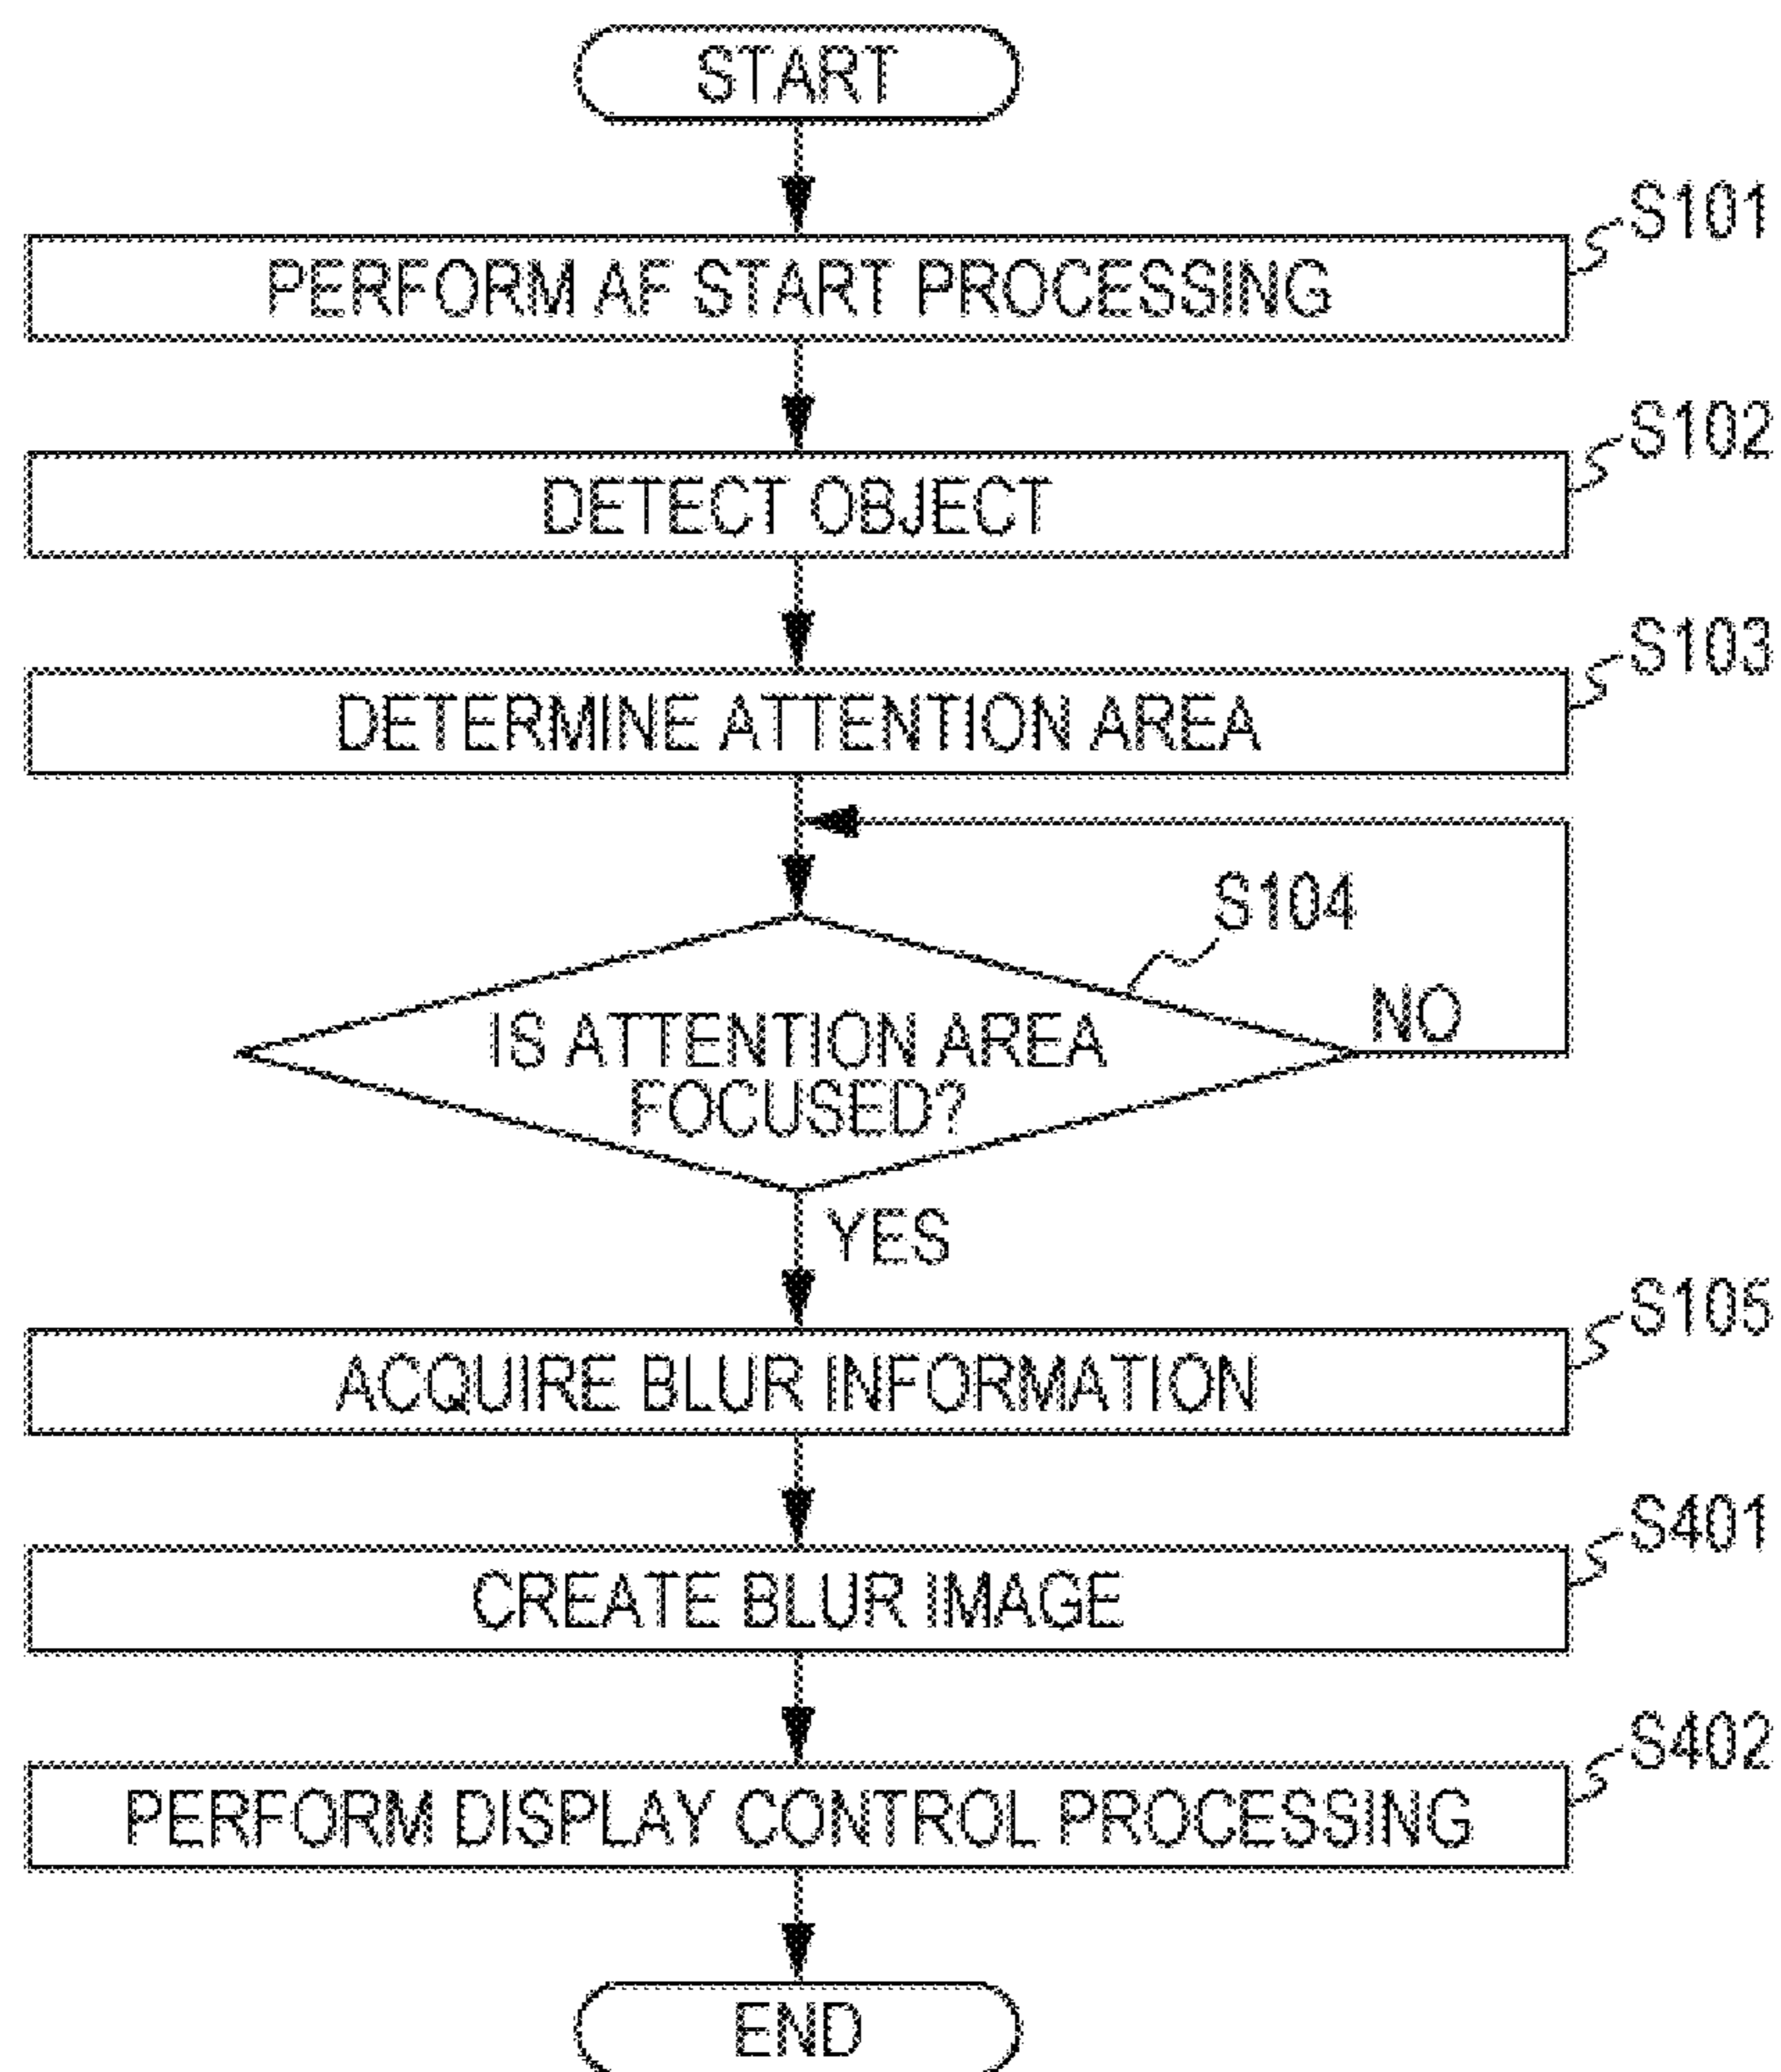 START
S101
PERFORM AF START PROCESSING
S102
DETECT OBJECT
S103
DETERMINE ATTENTION AREA
S104
IS ATTENTION AREA
FOCUSED?
NO
YES
S105
ACQUIRE BLUR INFORMATION
S401
CREATE BLUR IMAGE
S402
PERFORM DISPLAY CONTROL PROCESSING
END